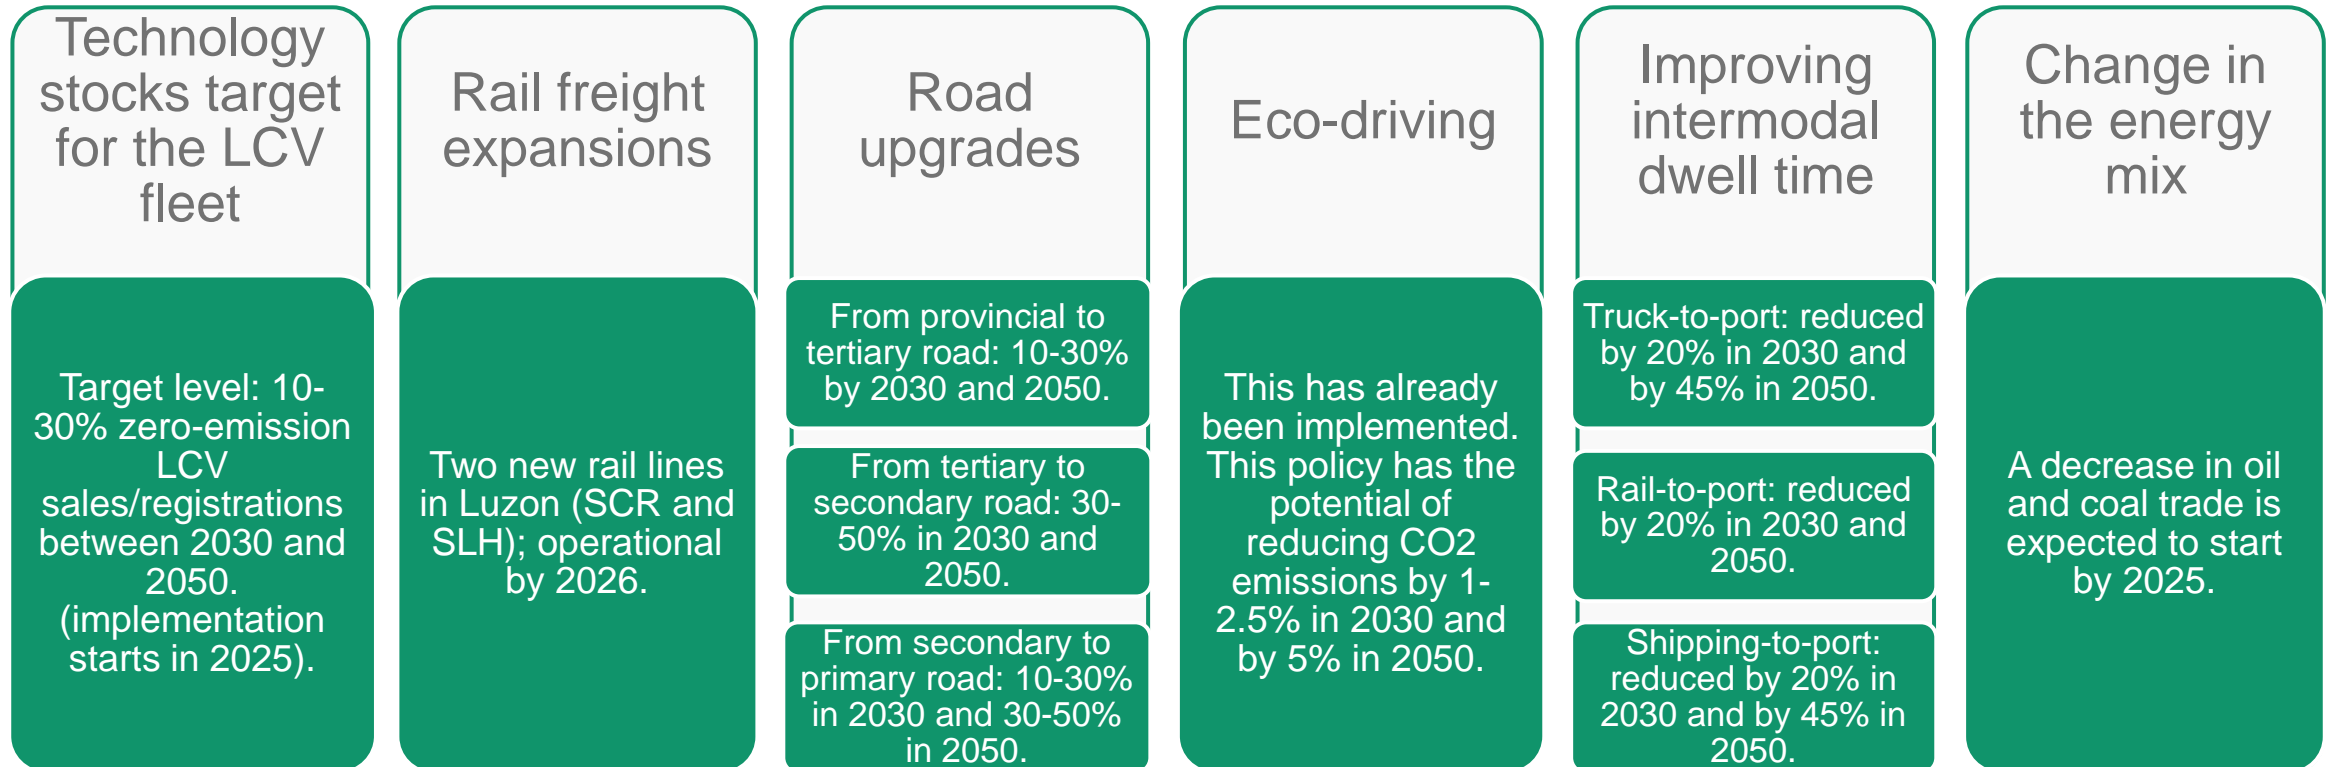 Technology
stocks target
for the LCV
fleet
Target level: 10-
30% zero-emission
LCV
sales/registrations
between 2030 and
2050.
(implementation
starts in 2025).
Rail freight
expansions
Two new rail lines
in Luzon (SCR and
SLH); operational
by 2026.
Road
upgrades
From provincial to
tertiary road: 10-30%
by 2030 and 2050.
From tertiary to
secondary road: 30-
50% in 2030 and
2050.
From secondary to
primary road: 10-30%
in 2030 and 30-50%
in 2050.
Eco-driving
This has already
been implemented.
This policy has the
potential of
reducing CO2
emissions by 1-
2.5% in 2030 and
by 5% in 2050.
Improving
intermodal
dwell time
Truck-to-port: reduced
by 20% in 2030 and
by 45% in 2050.
Rail-to-port: reduced
by 20% in 2030 and
2050.
Shipping-to-port:
reduced by 20% in
2030 and by 45% in
2050.
Change in
the energy
mix
A decrease in oil
and coal trade is
expected to start
by 2025.